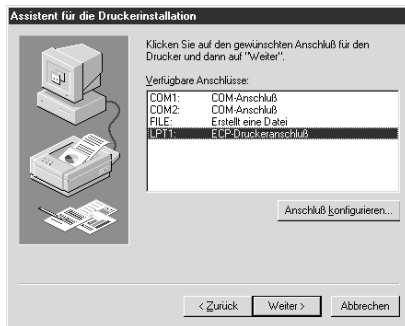 Assistent für die Druckerinstallation
Klicken Sie auf den gewünschten Anschluß für den
Drucker und dann auf "Weiter".
Verfügbare Anschlüsse:
COM1: COM-Anschluß
COM2: COM-Anschluß
FILE: Erstellt eine Datei
LPT1: ECP-Druckeranschluß
Anschluß konfigurieren...
< Zurück Weiter > Abbrechen